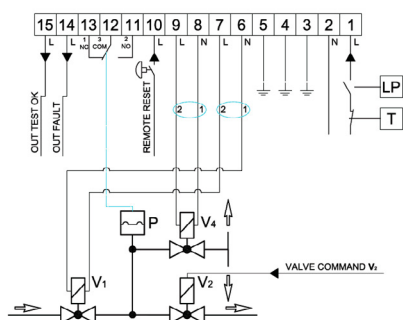 15 14 13 12 11 10 9 8 7 6 5 4 3 2 1
L L 1 3 2 L L N L N N L
NO COM NO
OUT TEST OK
OUT FAULT
REMOTE RESET
2 1 2 1
LP
T
P
V4
V1
V2
VALVE COMMAND V2